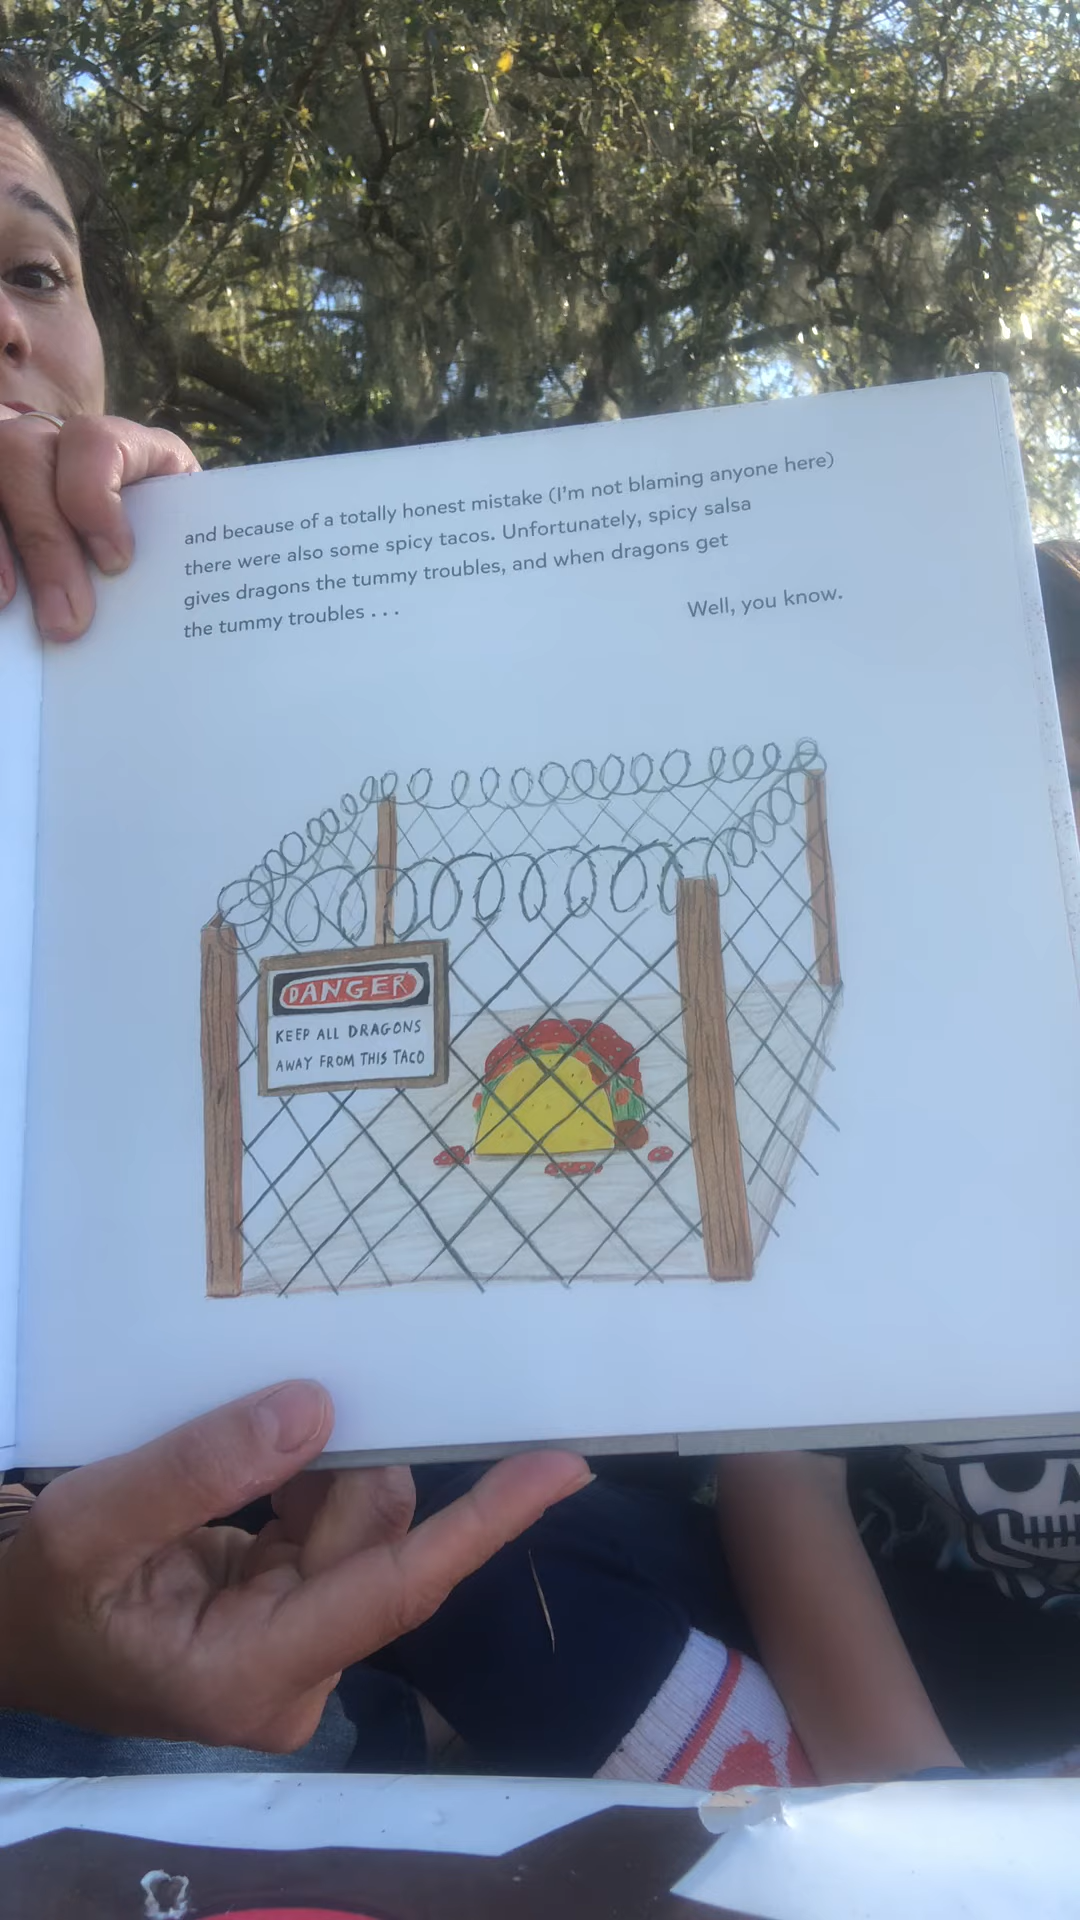 and because of a totally honest mistake (I'm not blaming anyone here)
there were also some spicy tacos. Unfortunately, spicy salsa
gives dragons the tummy troubles, and when dragons get
the tummy troubles . . .
Well, you know.
DANGER
KEEP ALL DRAGONS
AWAY FROM THIS TACO